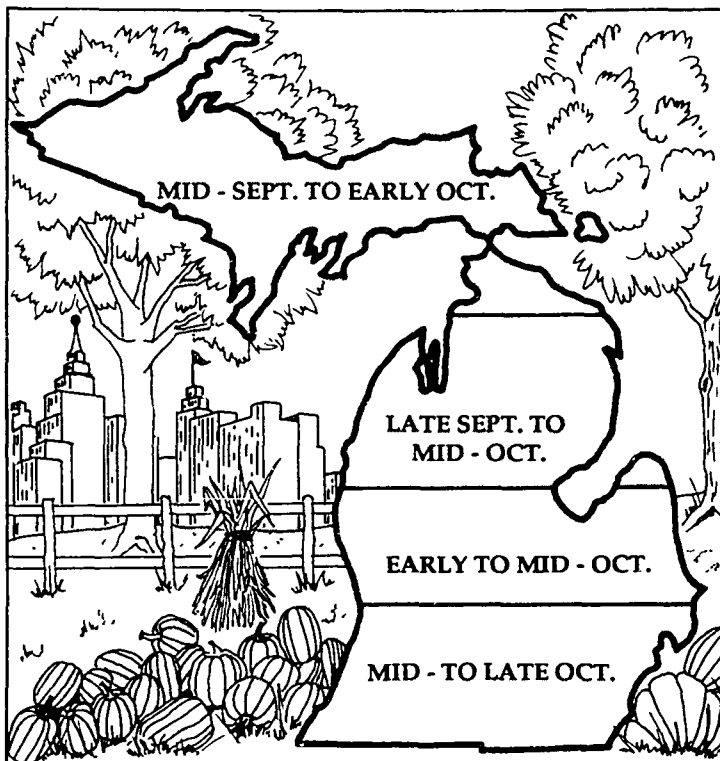 MID - SEPT. TO EARLY OCT.
LATE SEPT. TO
MID - OCT.
EARLY TO MID - OCT.
MID - TO LATE OCT.